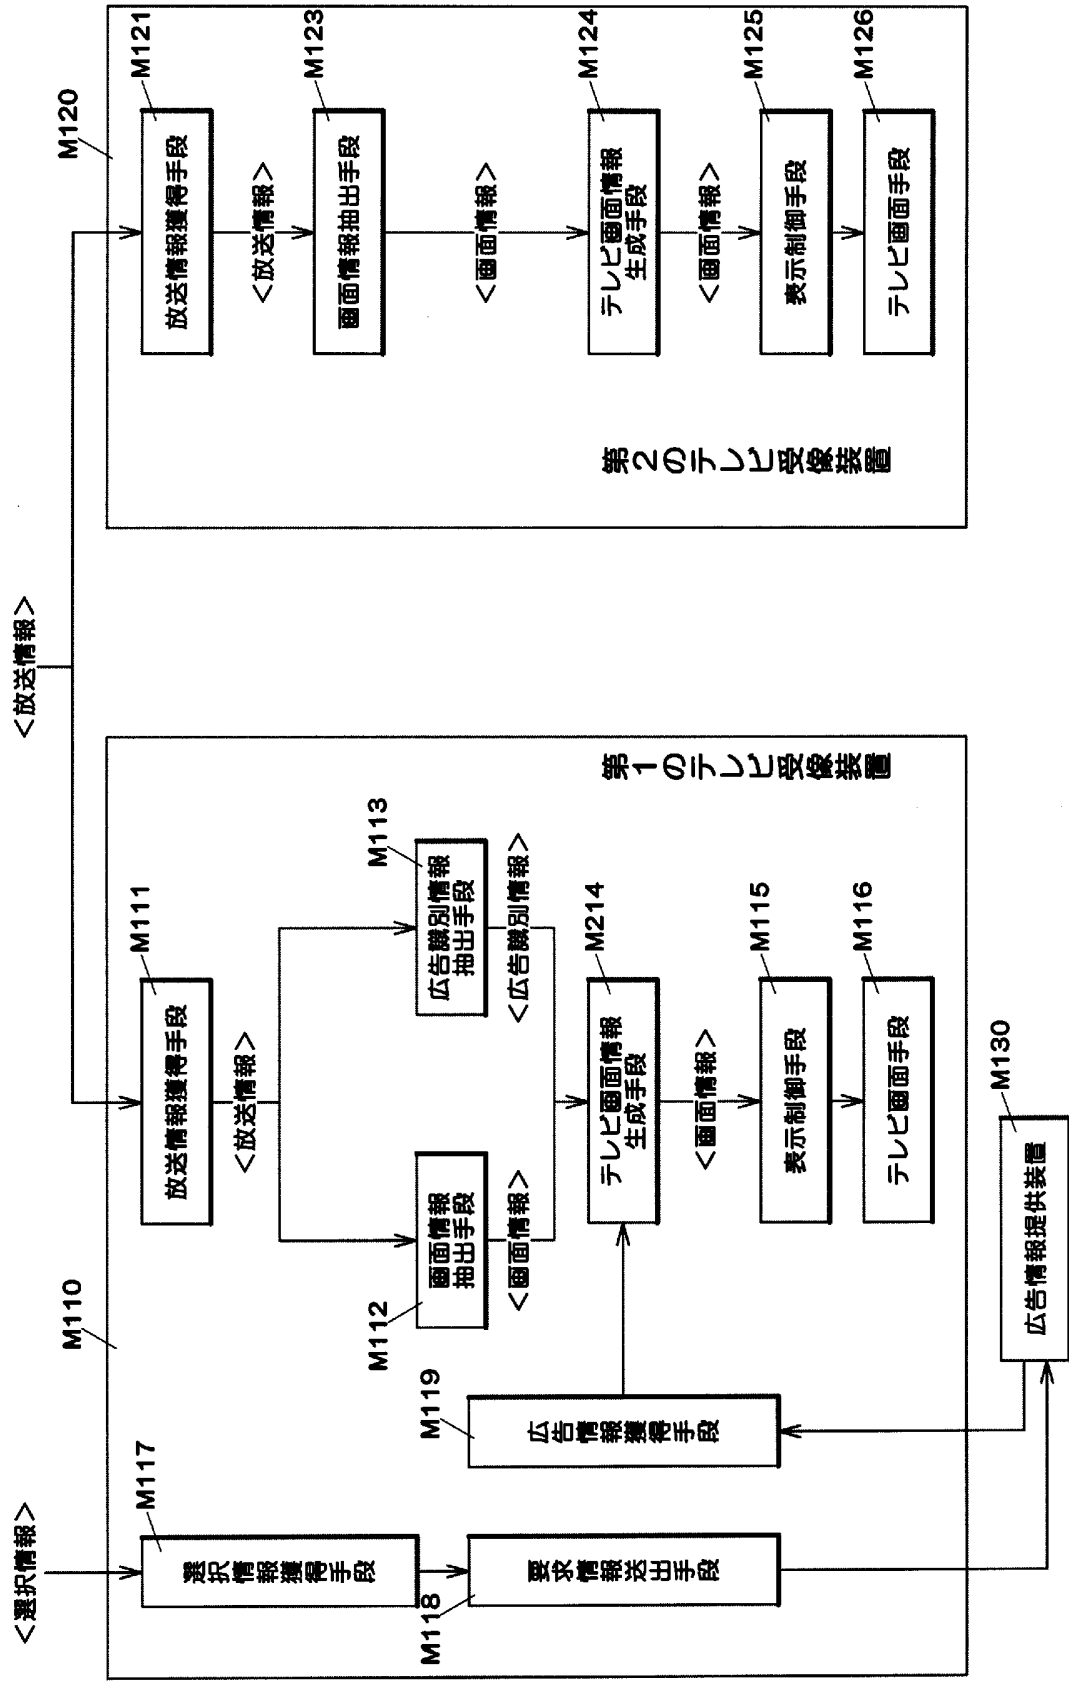 ＜選択情報＞
＜放送情報＞
M110
M117
選択情報獲得手段
M118
要求情報送出手段
M119
広告情報獲得手段
M111
放送情報獲得手段
＜放送情報＞
M112
画面情報
抽出手段
＜画面情報＞
M113
広告識別情報
抽出手段
＜広告識別情報＞
M214
テレビ画面情報
生成手段
＜画面情報＞
M115
表示制御手段
M116
テレビ画面手段
第１のテレビ受像装置
M130
広告情報提供装置
M120
M121
放送情報獲得手段
＜放送情報＞
M123
画面情報抽出手段
＜画面情報＞
M124
テレビ画面情報
生成手段
＜画面情報＞
M125
表示制御手段
M126
テレビ画面手段
第２のテレビ受像装置